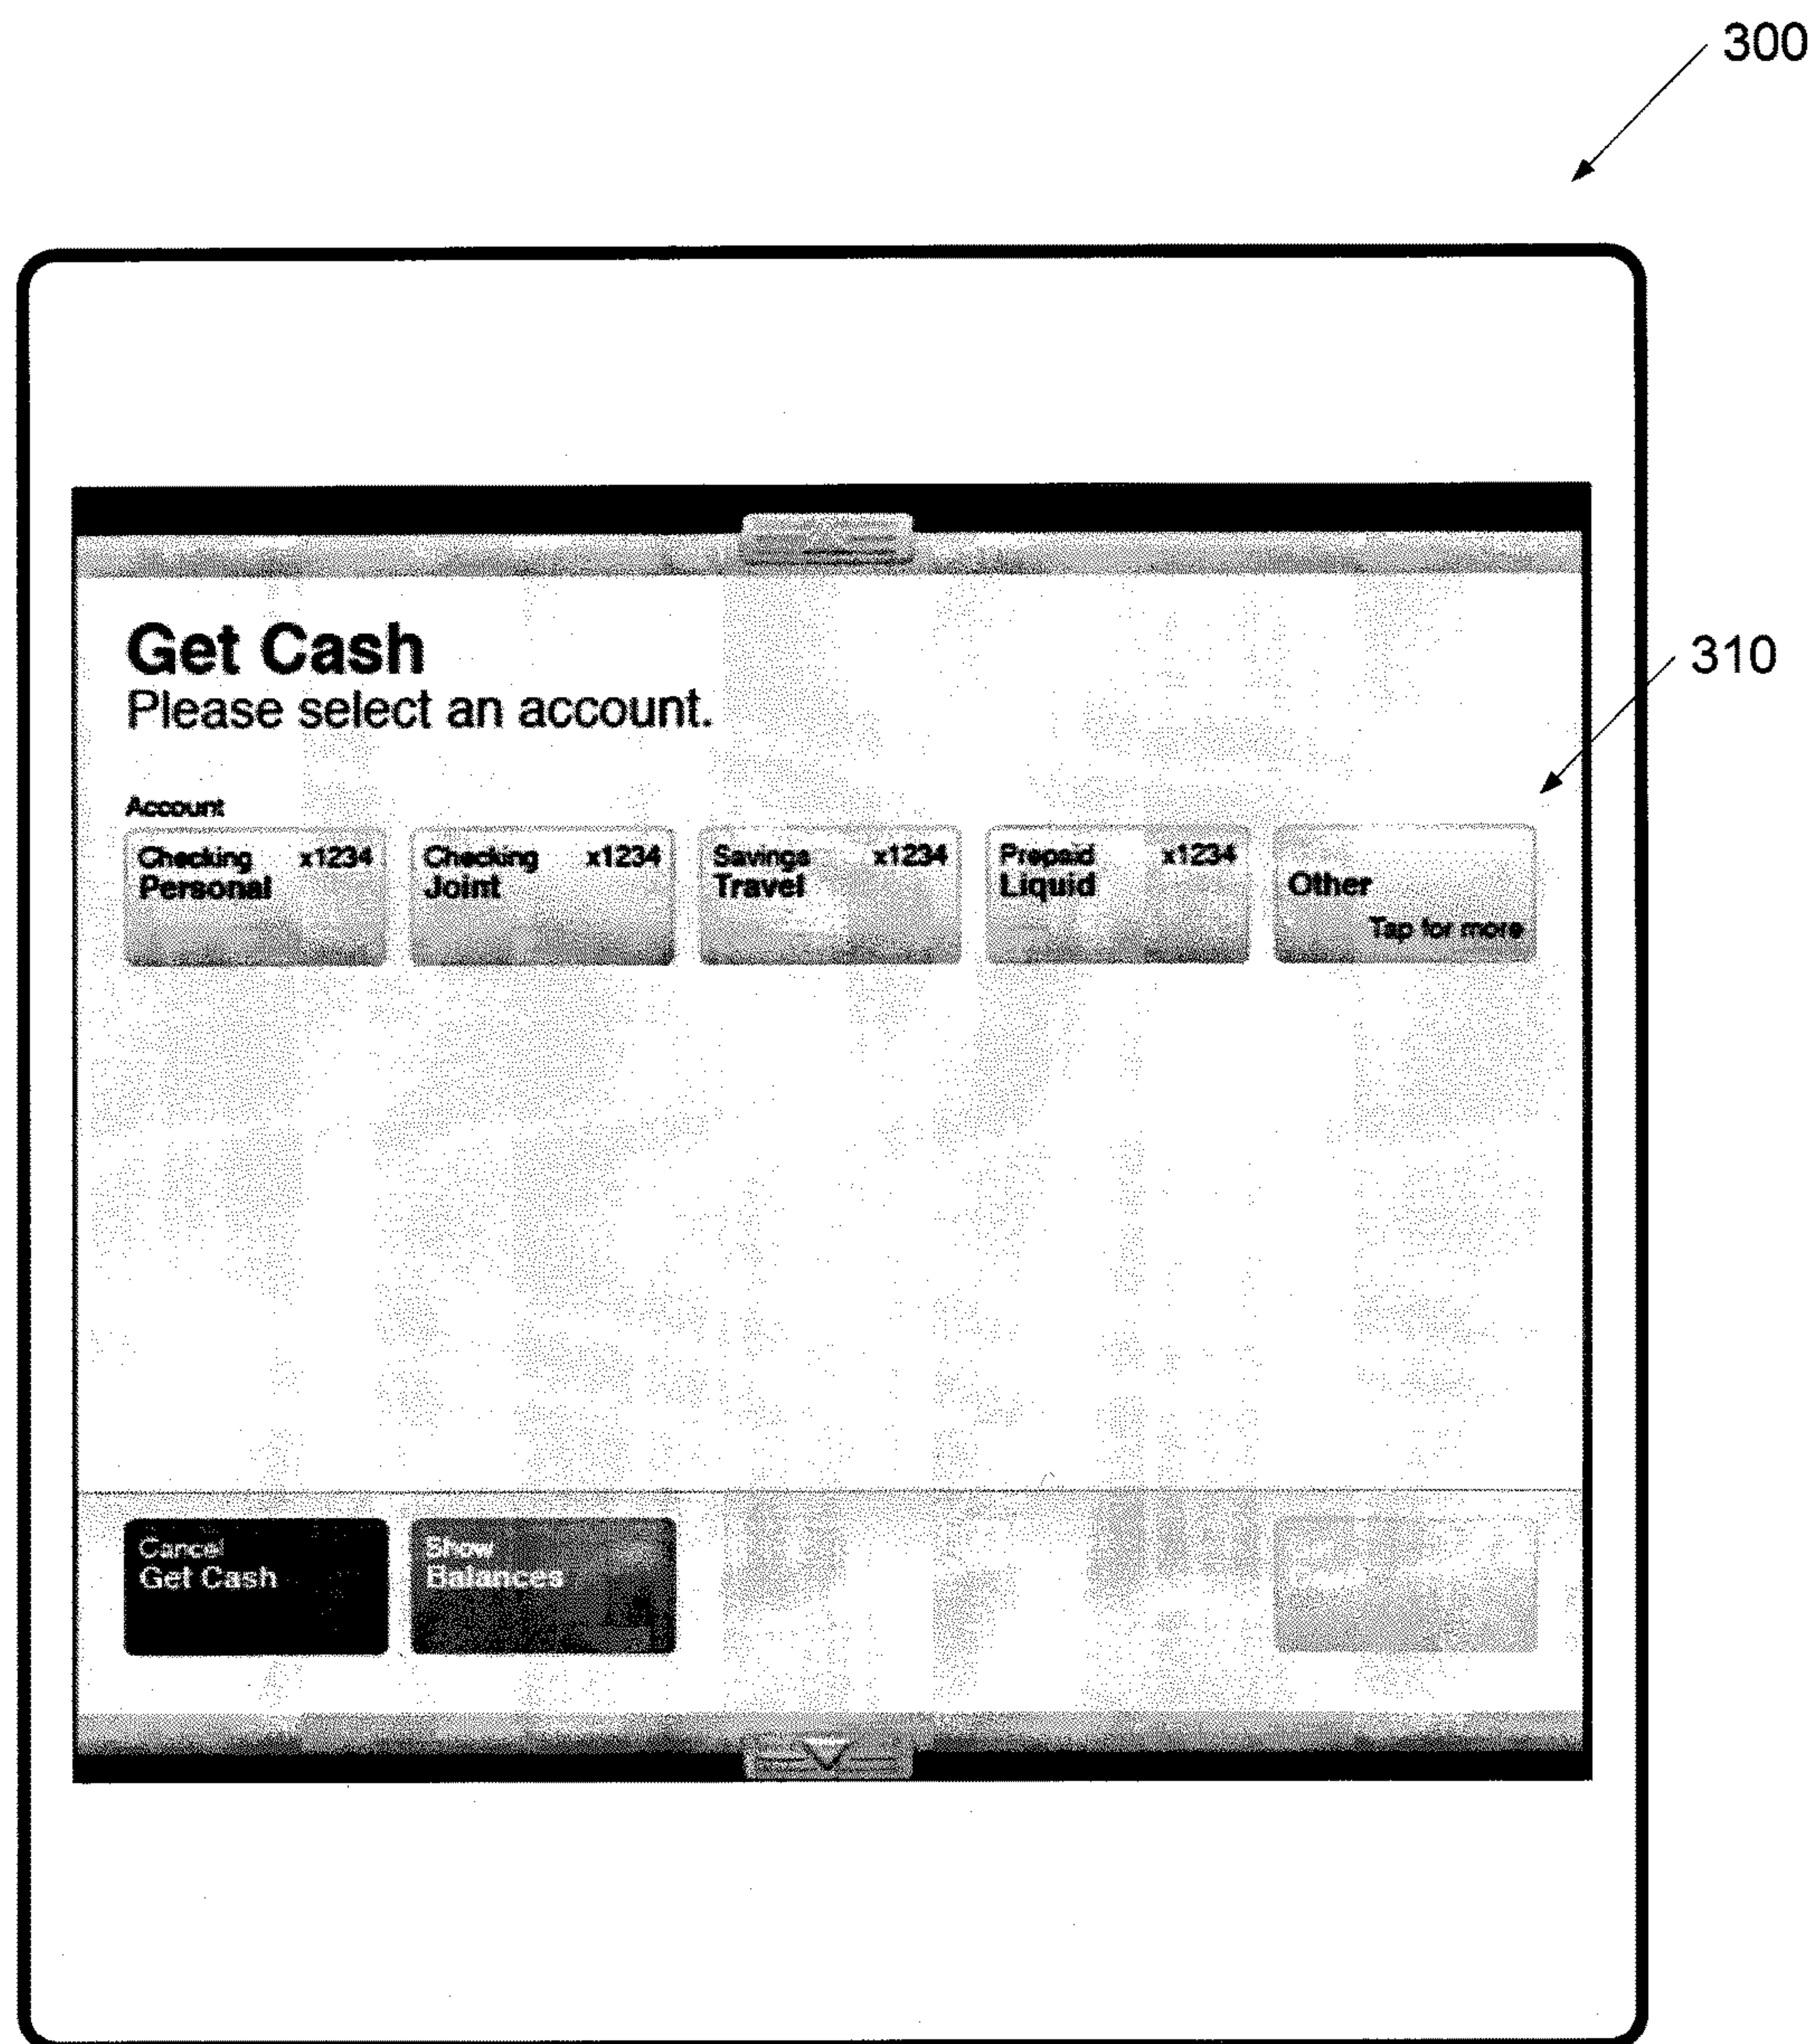 300
310
Get Cash
Please select an account.
Account
Checking x1234
Personal
Checking x1234
Joint
Savings x1234
Travel
Prepaid x1234
Liquid
Other
Tap for more
Cancel
Get Cash
Show
Balances